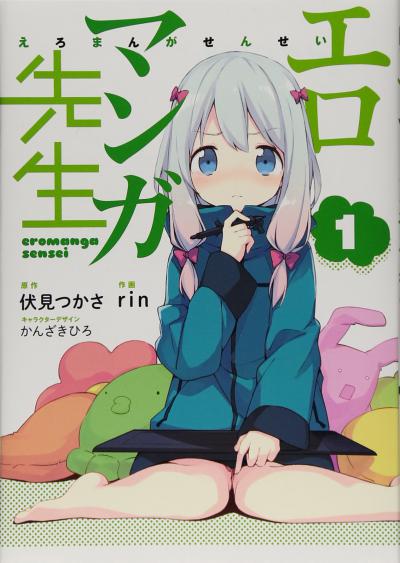 えろまんがせんせい
エロ
マンガ
先生
eromanga
sensei
1
原作
伏見つかさ
作画
rin
キャラクターデザイン
かんざきひろ